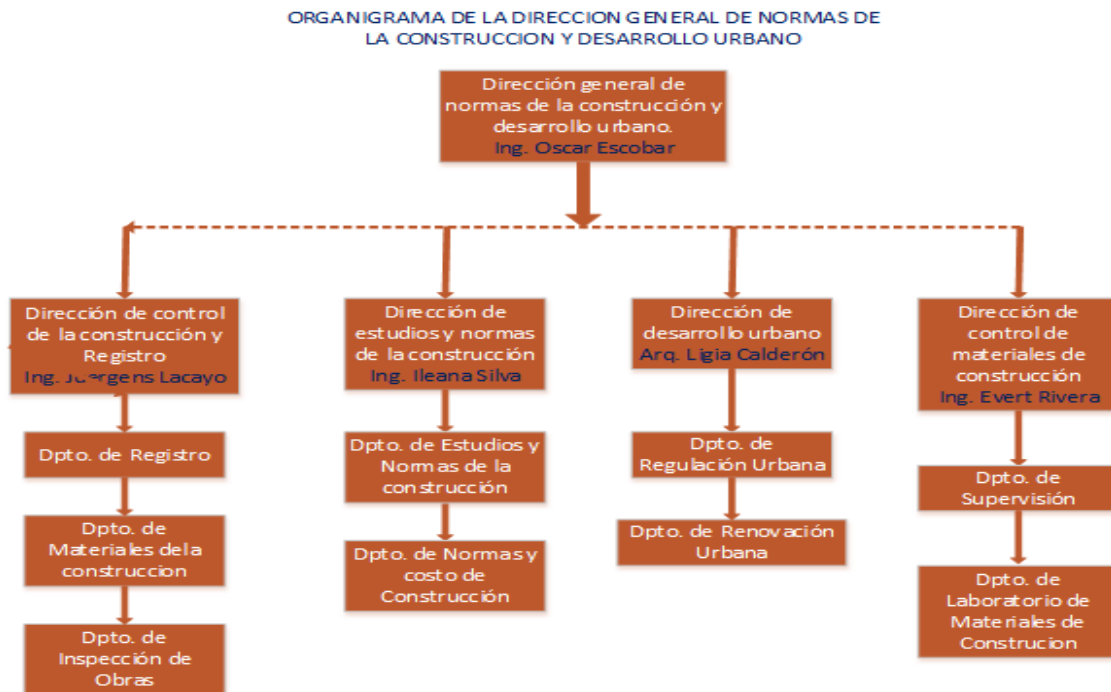 ORGANIGRAMA DE LA DIRECCION GENERAL DE NORMAS DE
LA CONSTRUCCION Y DESARROLLO URBANO
Dirección general de
normas de la construcción y
desarrollo urbano.
Ing. Oscar Escobar
Dirección de control
de la construcción y
Registro
Ing. Juergens Lacayo
Dpto. de Registro
Dpto. de
Materiales dela
construccion
Dpto. de
Inspección de
Obras
Dirección de
estudios y normas
de la construcción
Ing. Ileana Silva
Dpto. de Estudios y
Normas de la
construcción
Dpto. de Normas y
costo de
Construcción
Dirección de
desarrollo urbano
Arq. Ligia Calderón
Dpto. de
Regulación Urbana
Dpto. de Renovación
Urbana
Dirección de
control de
materiales de
construcción
Ing. Evert Rivera
Dpto. de
Supervisión
Dpto. de
Laboratorio de
Materiales de
Construcion